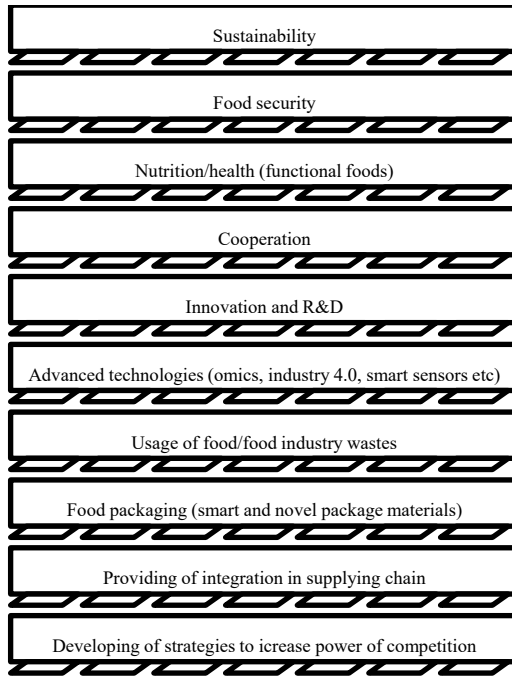 Sustainability
Food security
Nutrition/health (functional foods)
Cooperation
Innovation and R&D
Advanced technologies (omics, industry 4.0, smart sensors etc)
Usage of food/food industry wastes
Food packaging (smart and novel package materials)
Providing of integration in supplying chain
Developing of strategies to icrease power of competition